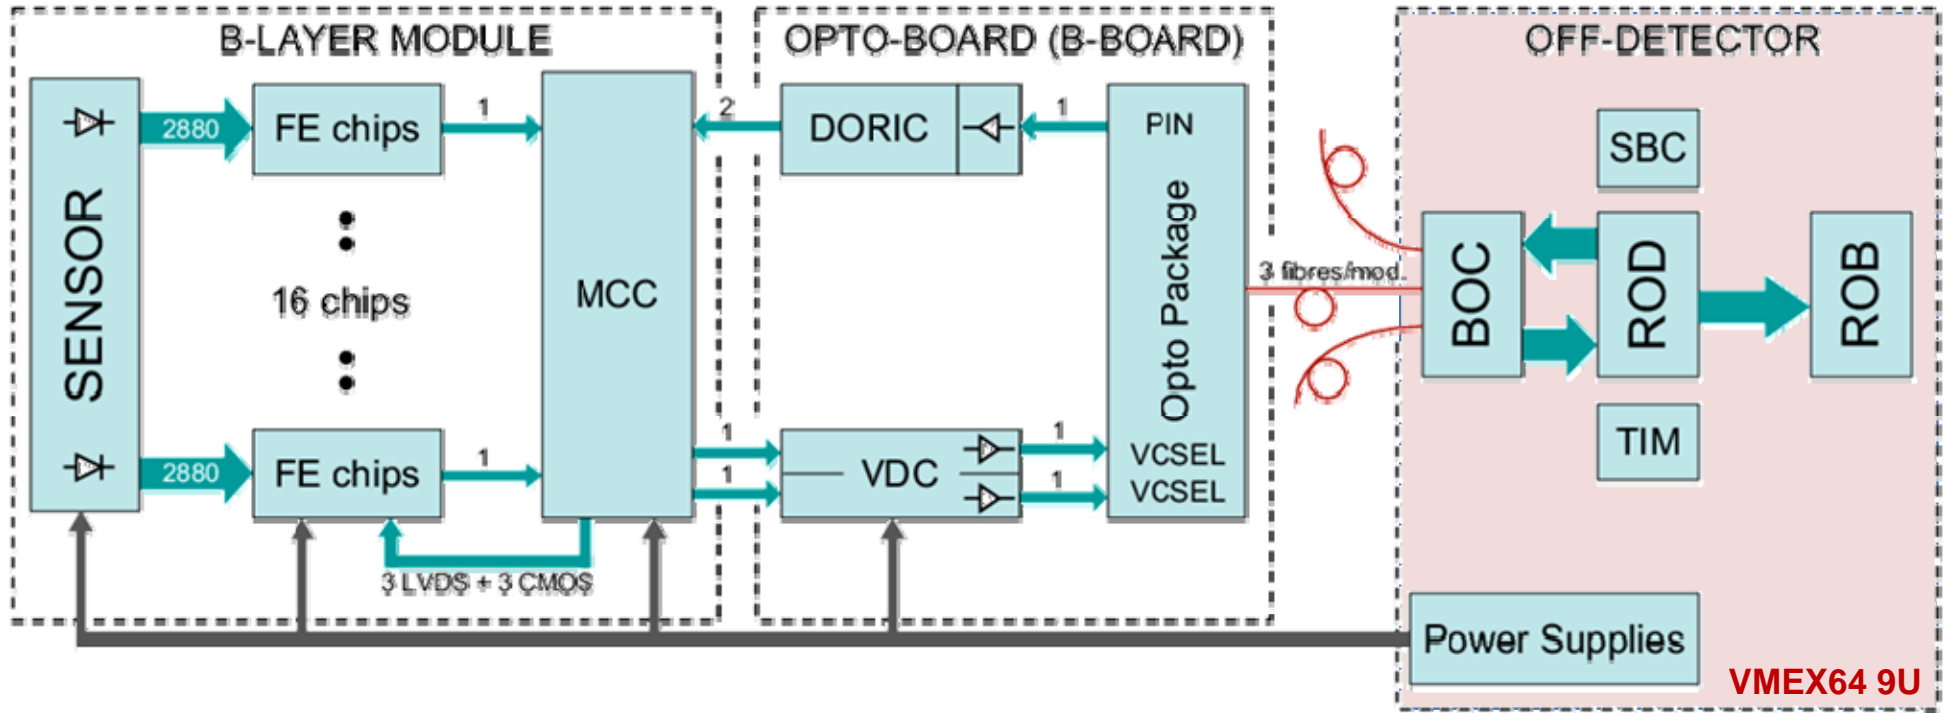 B-LAYER MODULE
SENSOR
2880
FE chips
1
16 chips
2880
FE chips
1
MCC
3 LVDS + 3 CMOS
OPTO-BOARD (B-BOARD)
2
DORIC
1
PIN
Opto Package
1
1
VDC
1
1
VCSEL
VCSEL
3 fibres/mod.
OFF-DETECTOR
SBC
BOC
ROD
ROB
TIM
Power Supplies
VMEX64 9U